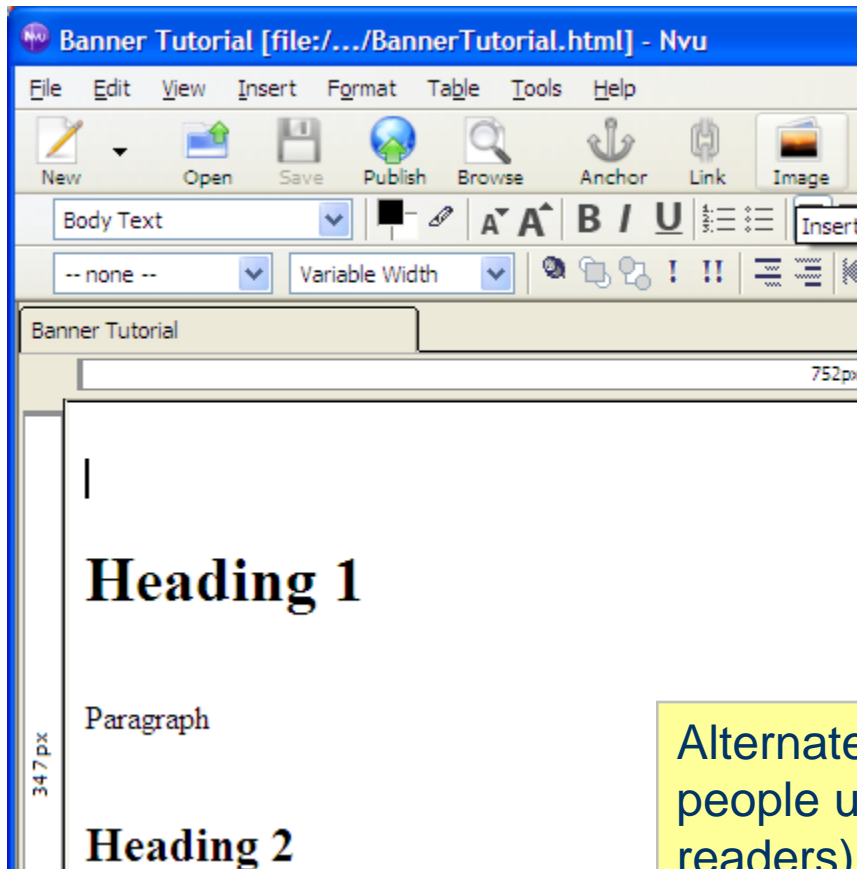 Banner Tutorial [file:/.../BannerTutorial.html] - Nvu
File Edit View Insert Format Table Tools Help
New Open Save Publish Browse Anchor Link Image
Body Text A A B I U Insert
-- none -- Variable Width ! !!
Banner Tutorial
752px
347px
Heading 1
Paragraph
Heading 2
Alternate
people u
readers)